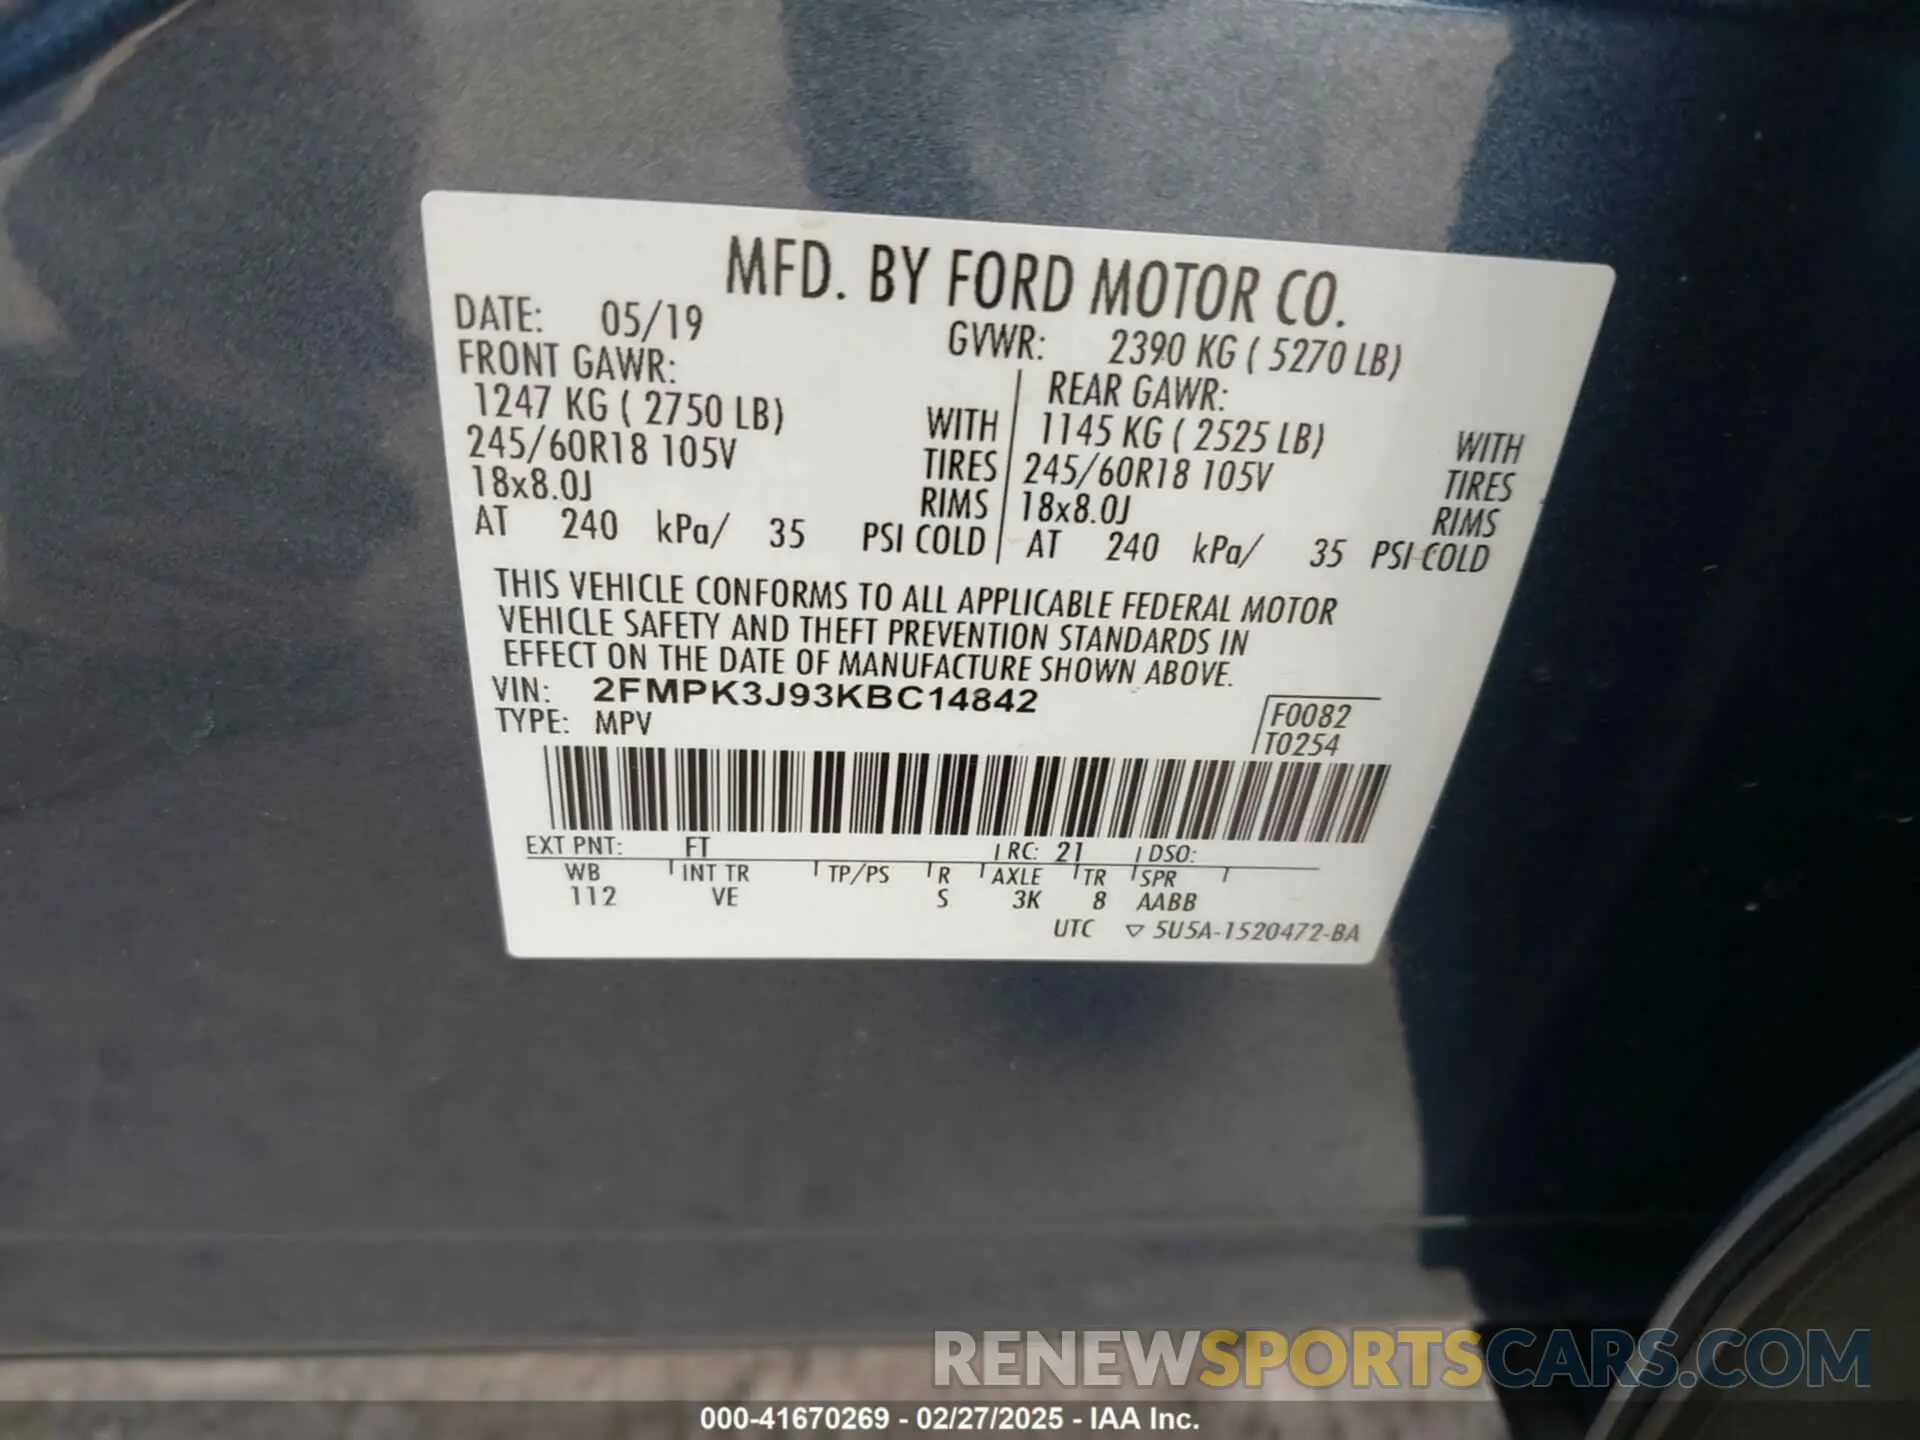 MFD. BY FORD MOTOR CO.
DATE: 05/19 GVWR: 2390 KG ( 5270 LB)
FRONT GAWR: REAR GAWR:
1247 KG ( 2750 LB) WITH 1145 KG ( 2525 LB) WITH
245/60R18 105V TIRES 245/60R18 105V TIRES
18x8.0J RIMS 18x8.0J RIMS
AT 240 kPa/ 35 PSI COLD AT 240 kPa/ 35 PSI COLD
THIS VEHICLE CONFORMS TO ALL APPLICABLE FEDERAL MOTOR
VEHICLE SAFETY AND THEFT PREVENTION STANDARDS IN
EFFECT ON THE DATE OF MANUFACTURE SHOWN ABOVE.
VIN: 2FMPK3J93KBC14842
TYPE: MPV
F0082
T0254
EXT PNT: FT RC: 21 DSO:
WB INT TR TP/PS R AXLE TR SPR
112 VE S 3K 8 AABB
UTC ▽ 5U5A-1520472-BA
RENEWSPORTSCARS.COM
000-41670269 - 02/27/2025 - IAA Inc.